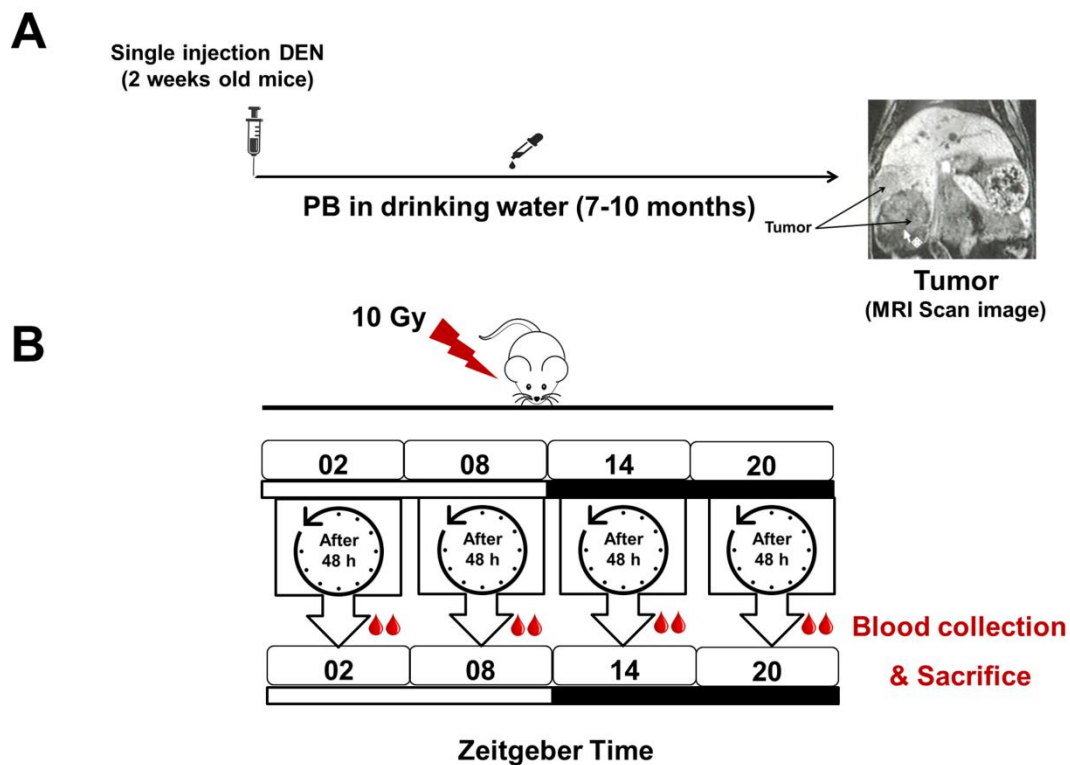 A
Single injection DEN
(2 weeks old mice)
PB in drinking water (7-10 months)
Tumor
Tumor
(MRI Scan image)
B
10 Gy
02 08 14 20
After After After After
48 h 48 h 48 h 48 h
Blood collection
& Sacrifice
02 08 14 20
Zeitgeber Time